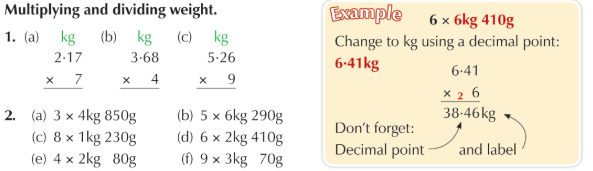 Multiplying and dividing weight.
1. (a) kg (b) kg (c) kg
2·17 3·68 5·26
× 7 × 4 × 9
2. (a) 3 × 4kg 850g (b) 5 × 6kg 290g
(c) 8 × 1kg 230g (d) 6 × 2kg 410g
(e) 4 × 2kg 80g (f) 9 × 3kg 70g
Example 6 × 6kg 410g
Change to kg using a decimal point:
6·41kg
6·41
× 2 6
38·46kg
Don't forget:
Decimal point and label